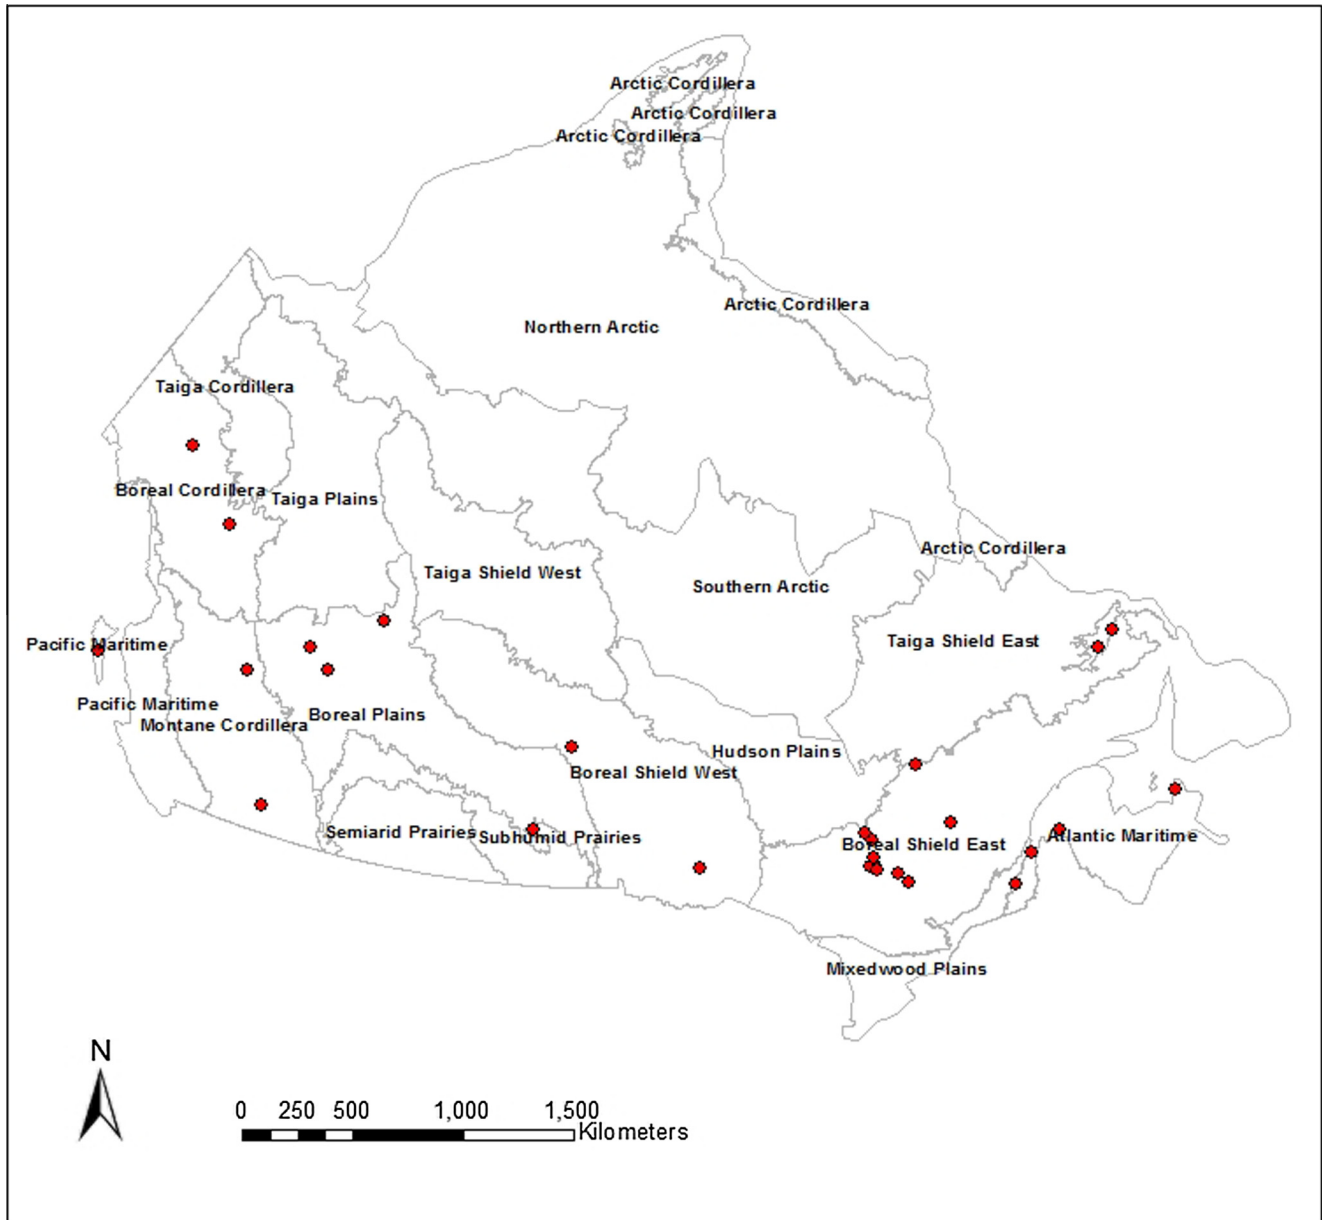 Arctic Cordillera
Arctic Cordillera
Arctic Cordillera
Arctic Cordillera
Northern Arctic
Taiga Cordillera
Boreal Cordillera
Taiga Plains
Arctic Cordillera
Taiga Shield West
Southern Arctic
Taiga Shield East
Pacific Maritime
Pacific Maritime
Boreal Plains
Montane Cordillera
Hudson Plains
Boreal Shield West
Semiarid Prairies
Subhumid Prairies
Atlantic Maritime
Boreal Shield East
Mixedwood Plains
N
0 250 500 1,000 1,500
Kilometers